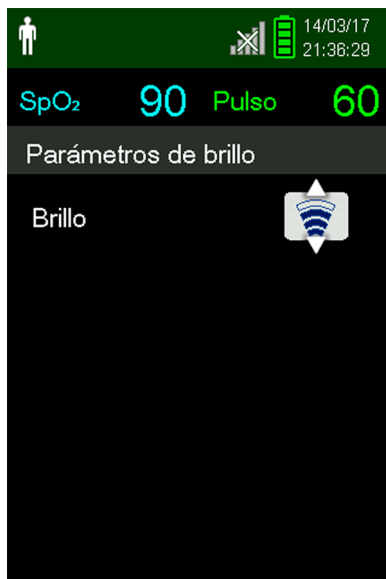 14/03/17
21:36:29
SpO₂ 90 Pulso 60
Parámetros de brillo
Brillo